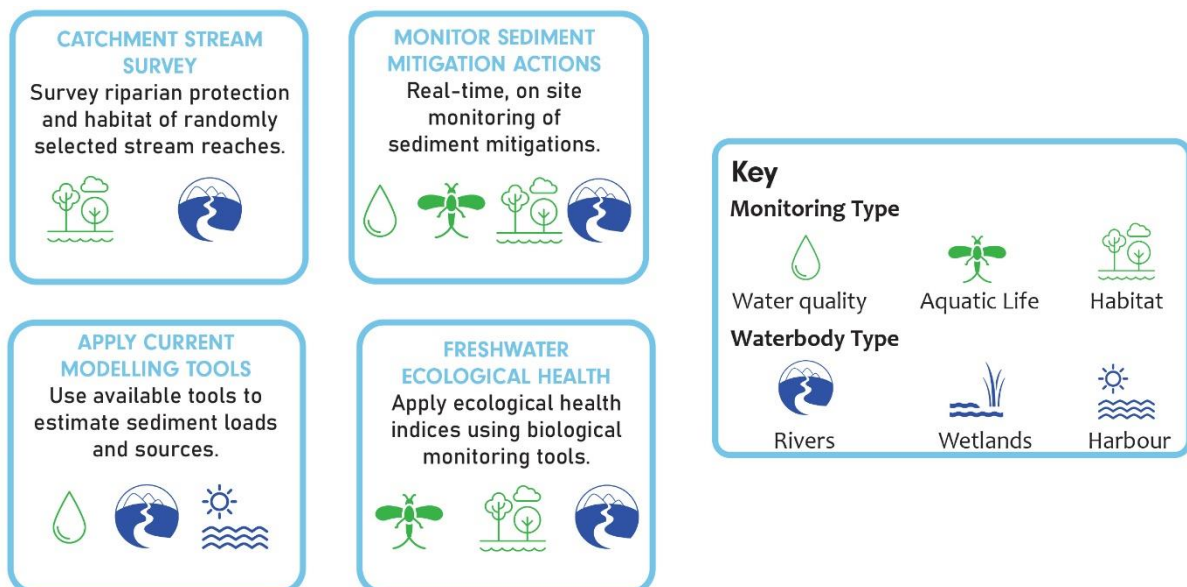 CATCHMENT STREAM
SURVEY
Survey riparian protection
and habitat of randomly
selected stream reaches.
MONITOR SEDIMENT
MITIGATION ACTIONS
Real-time, on site
monitoring of
sediment mitigations.
APPLY CURRENT
MODELLING TOOLS
Use available tools to
estimate sediment loads
and sources.
FRESHWATER
ECOLOGICAL HEALTH
Apply ecological health
indices using biological
monitoring tools.
Key
Monitoring Type
Water quality
Aquatic Life
Habitat
Waterbody Type
Rivers
Wetlands
Harbour